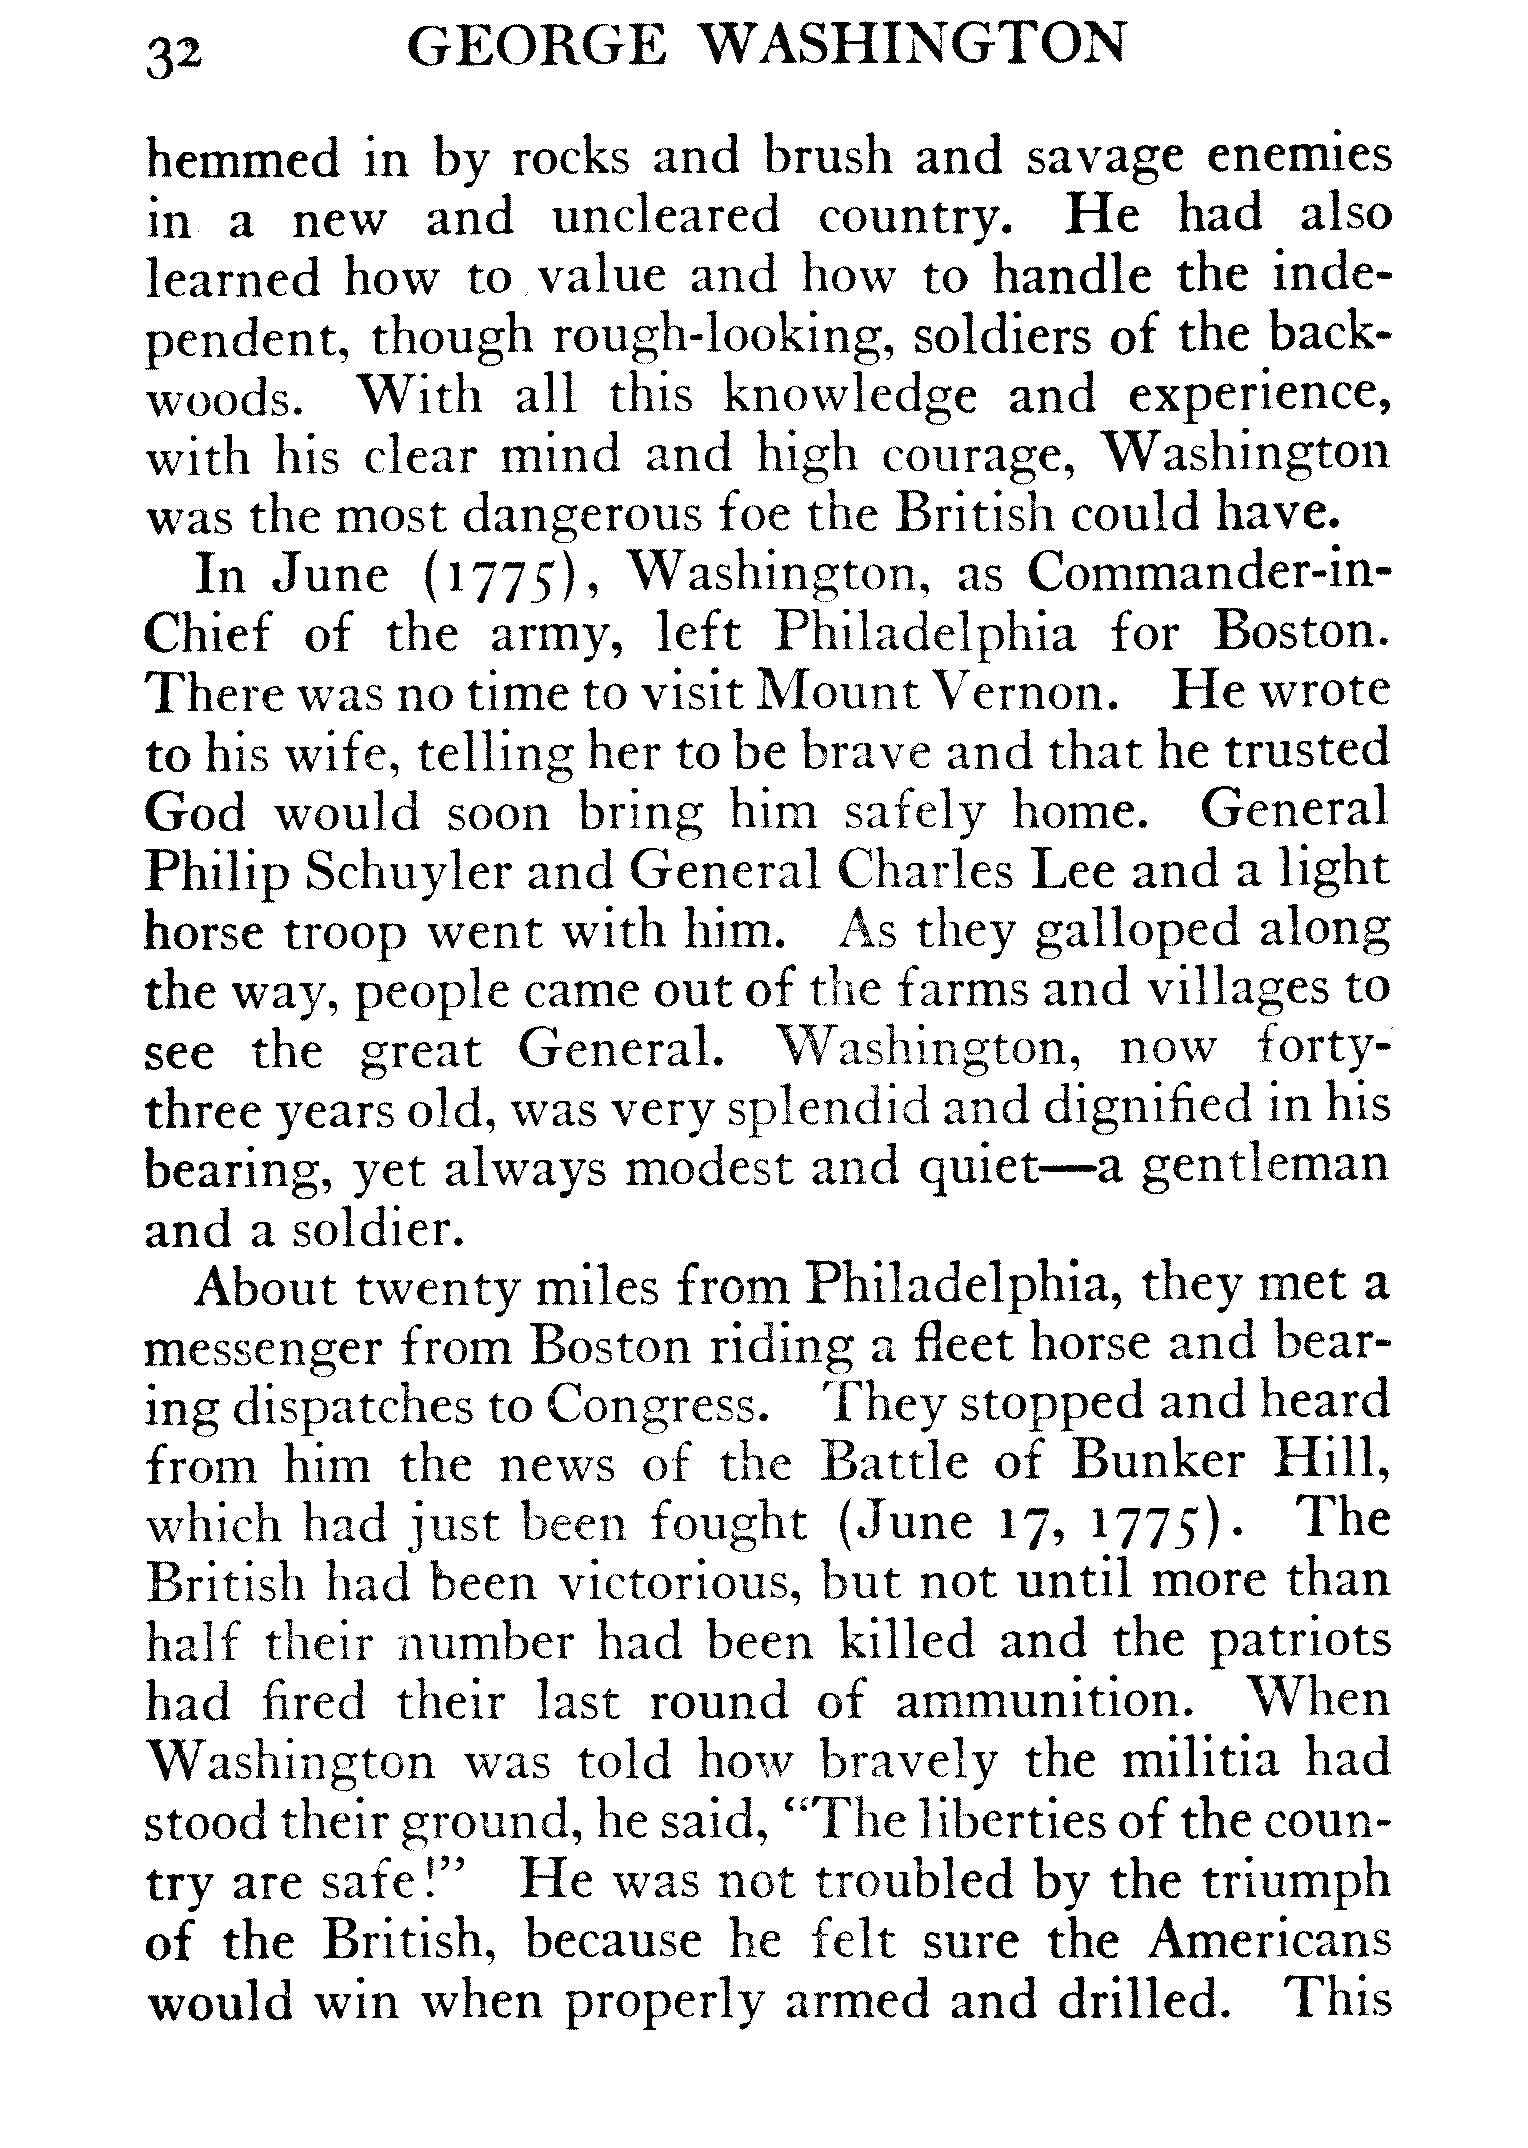 32 GEORGE WASHINGTON
hemmed in by rocks and brush and savage enemies
in a new and uncleared country. He had also
learned how to value and how to handle the inde-
pendent, though rough-looking, soldiers of the back-
woods. With all this knowledge and experience,
with his clear mind and high courage, Washington
was the most dangerous foe the British could have.
In June (1775), Washington, as Commander-in-
Chief of the army, left Philadelphia for Boston.
There was no time to visit Mount Vernon. He wrote
to his wife, telling her to be brave and that he trusted
God would soon bring him safely home. General
Philip Schuyler and General Charles Lee and a light
horse troop went with him. As they galloped along
the way, people came out of the farms and villages to
see the great General. Washington, now forty-
three years old, was very splendid and dignified in his
bearing, yet always modest and quiet—a gentleman
and a soldier.
About twenty miles from Philadelphia, they met a
messenger from Boston riding a fleet horse and bear-
ing dispatches to Congress. They stopped and heard
from him the news of the Battle of Bunker Hill,
which had just been fought (June 17, 1775). The
British had been victorious, but not until more than
half their number had been killed and the patriots
had fired their last round of ammunition. When
Washington was told how bravely the militia had
stood their ground, he said, “The liberties of the coun-
try are safe!” He was not troubled by the triumph
of the British, because he felt sure the Americans
would win when properly armed and drilled. This